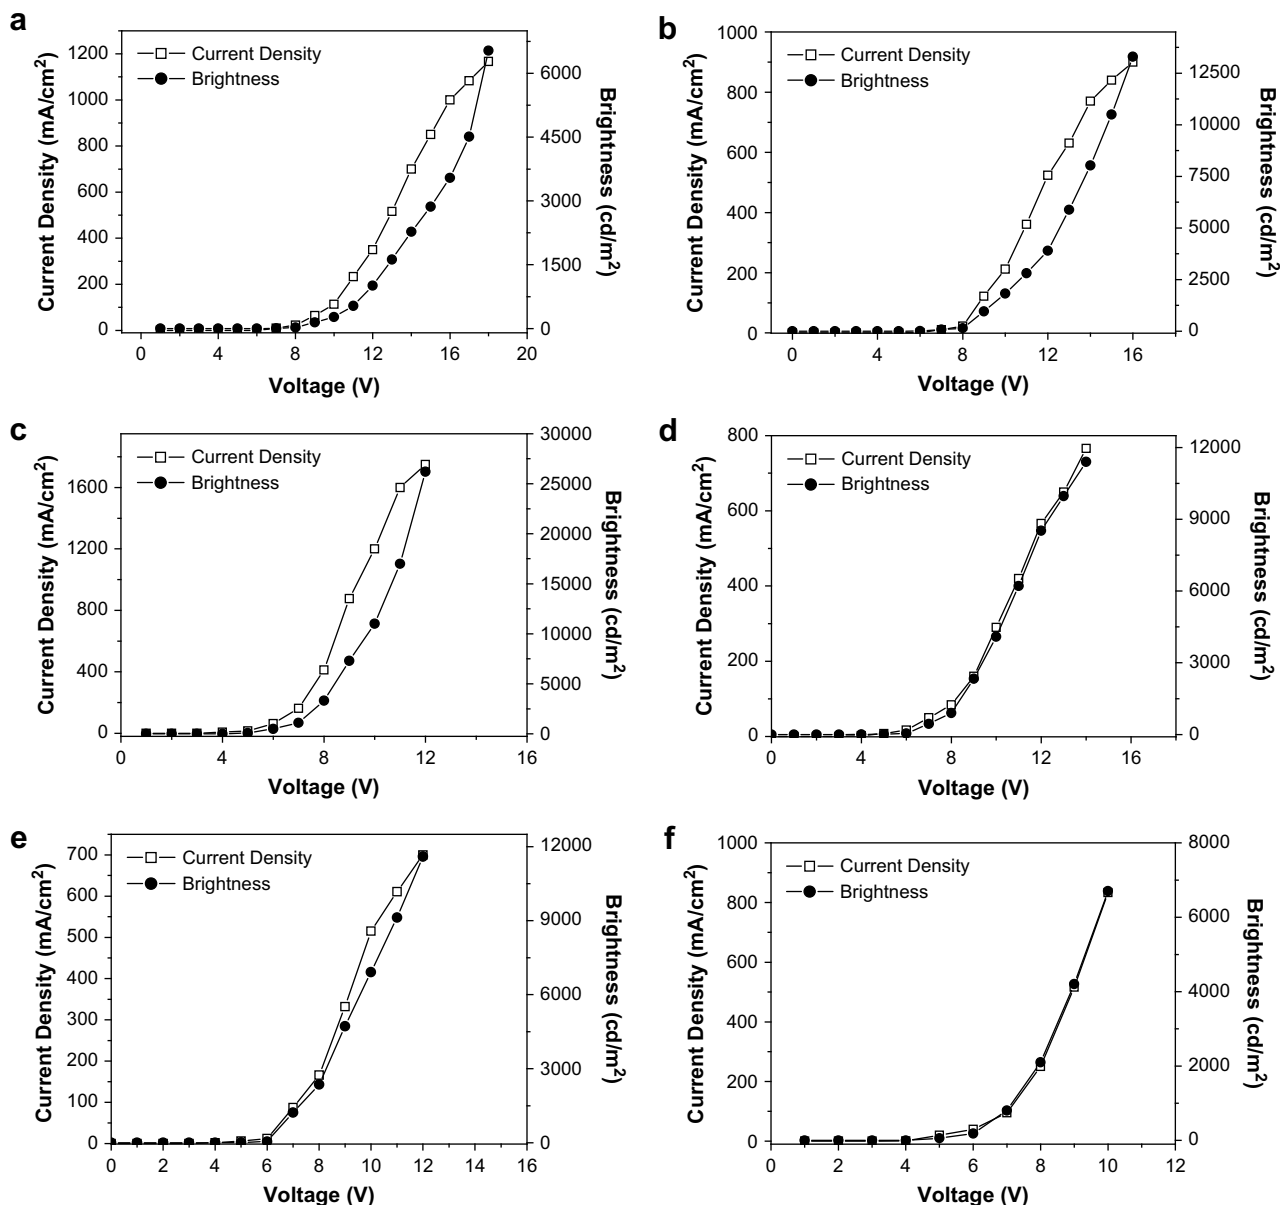 a
Current Density
Brightness
Current Density (mA/cm²)
1200
1000
800
600
400
200
0
6000
4500
3000
1500
0
Brightness (cd/m²)
0 4 8 12 16 20
Voltage (V)
b
Current Density
Brightness
Current Density (mA/cm²)
1000
800
600
400
200
0
12500
10000
7500
5000
2500
0
Brightness (cd/m²)
0 4 8 12 16
Voltage (V)
c
Current Density
Brightness
Current Density (mA/cm²)
1600
1200
800
400
0
30000
25000
20000
15000
10000
5000
0
Brightness (cd/m²)
0 4 8 12 16
Voltage (V)
d
Current Density
Brightness
Current Density (mA/cm²)
800
600
400
200
0
12000
9000
6000
3000
0
Brightness (cd/m²)
0 4 8 12 16
Voltage (V)
e
Current Density
Brightness
Current Density (mA/cm²)
700
600
500
400
300
200
100
0
12000
9000
6000
3000
0
Brightness (cd/m²)
0 2 4 6 8 10 12 14 16
Voltage (V)
f
Current Density
Brightness
Current Density (mA/cm²)
1000
800
600
400
200
0
8000
6000
4000
2000
0
Brightness (cd/m²)
0 2 4 6 8 10 12
Voltage (V)